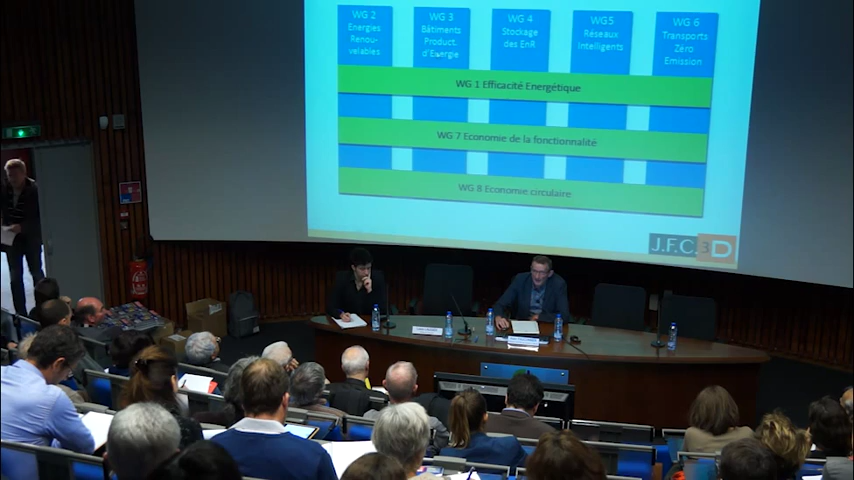 WG 2
Energies
Renou-
velables
WG 3
Bâtiments
Product.
d'Energie
WG 4
Stockage
des EnR
WG5
Réseaux
Intelligents
WG 6
Transports
Zéro
Emission
WG 1 Efficacité Energétique
WG 7 Economie de la fonctionnalité
WG 8 Economie circulaire
J.F.C.3D